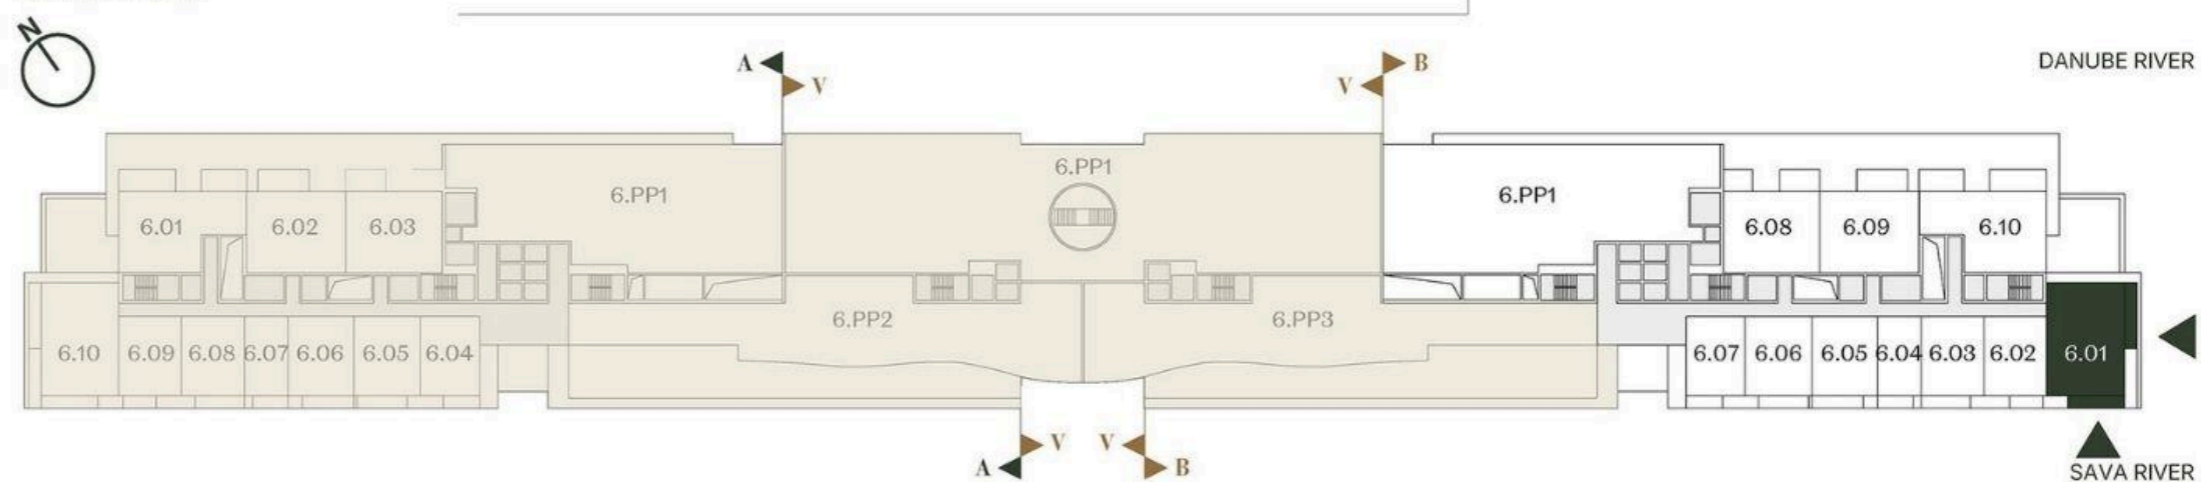 N
A V
V B
DANUBE RIVER
6.PP1
6.PP1
6.PP1
6.01 6.02 6.03
6.08 6.09 6.10
6.PP2 6.PP3
6.10 6.09 6.08 6.07 6.06 6.05 6.04
6.07 6.06 6.05 6.04 6.03 6.02 6.01
A V
V B
SAVA RIVER